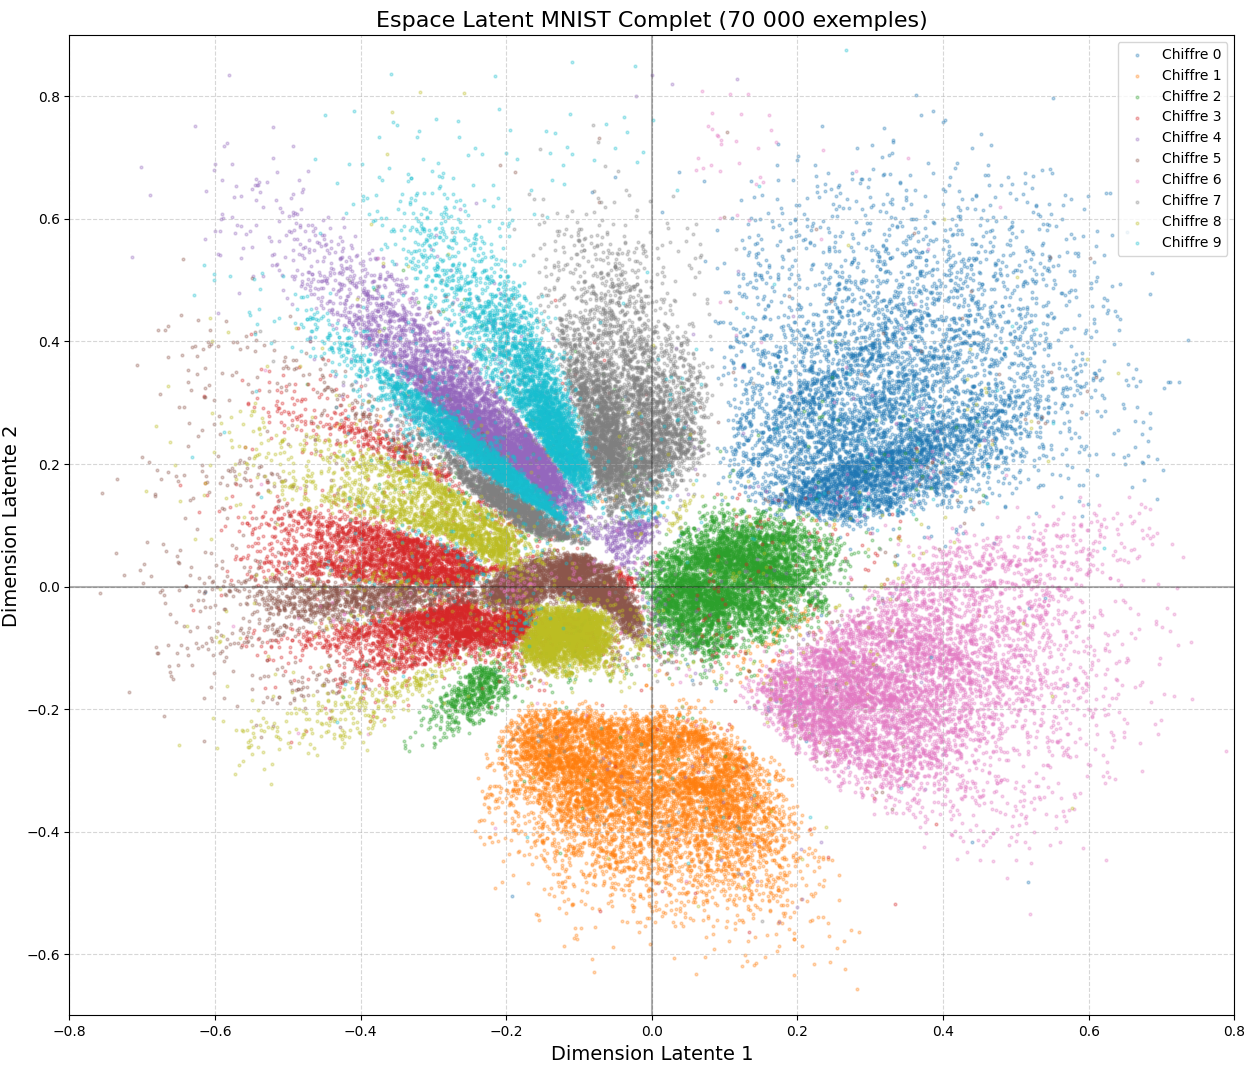 Espace Latent MNIST Complet (70 000 exemples)
Chiffre 0
Chiffre 1
Chiffre 2
Chiffre 3
Chiffre 4
Chiffre 5
Chiffre 6
Chiffre 7
Chiffre 8
Chiffre 9
Dimension Latente 2
0.8
0.6
0.4
0.2
0.0
−0.2
−0.4
−0.6
−0.8 −0.6 −0.4 −0.2 0.0 0.2 0.4 0.6 0.8
Dimension Latente 1